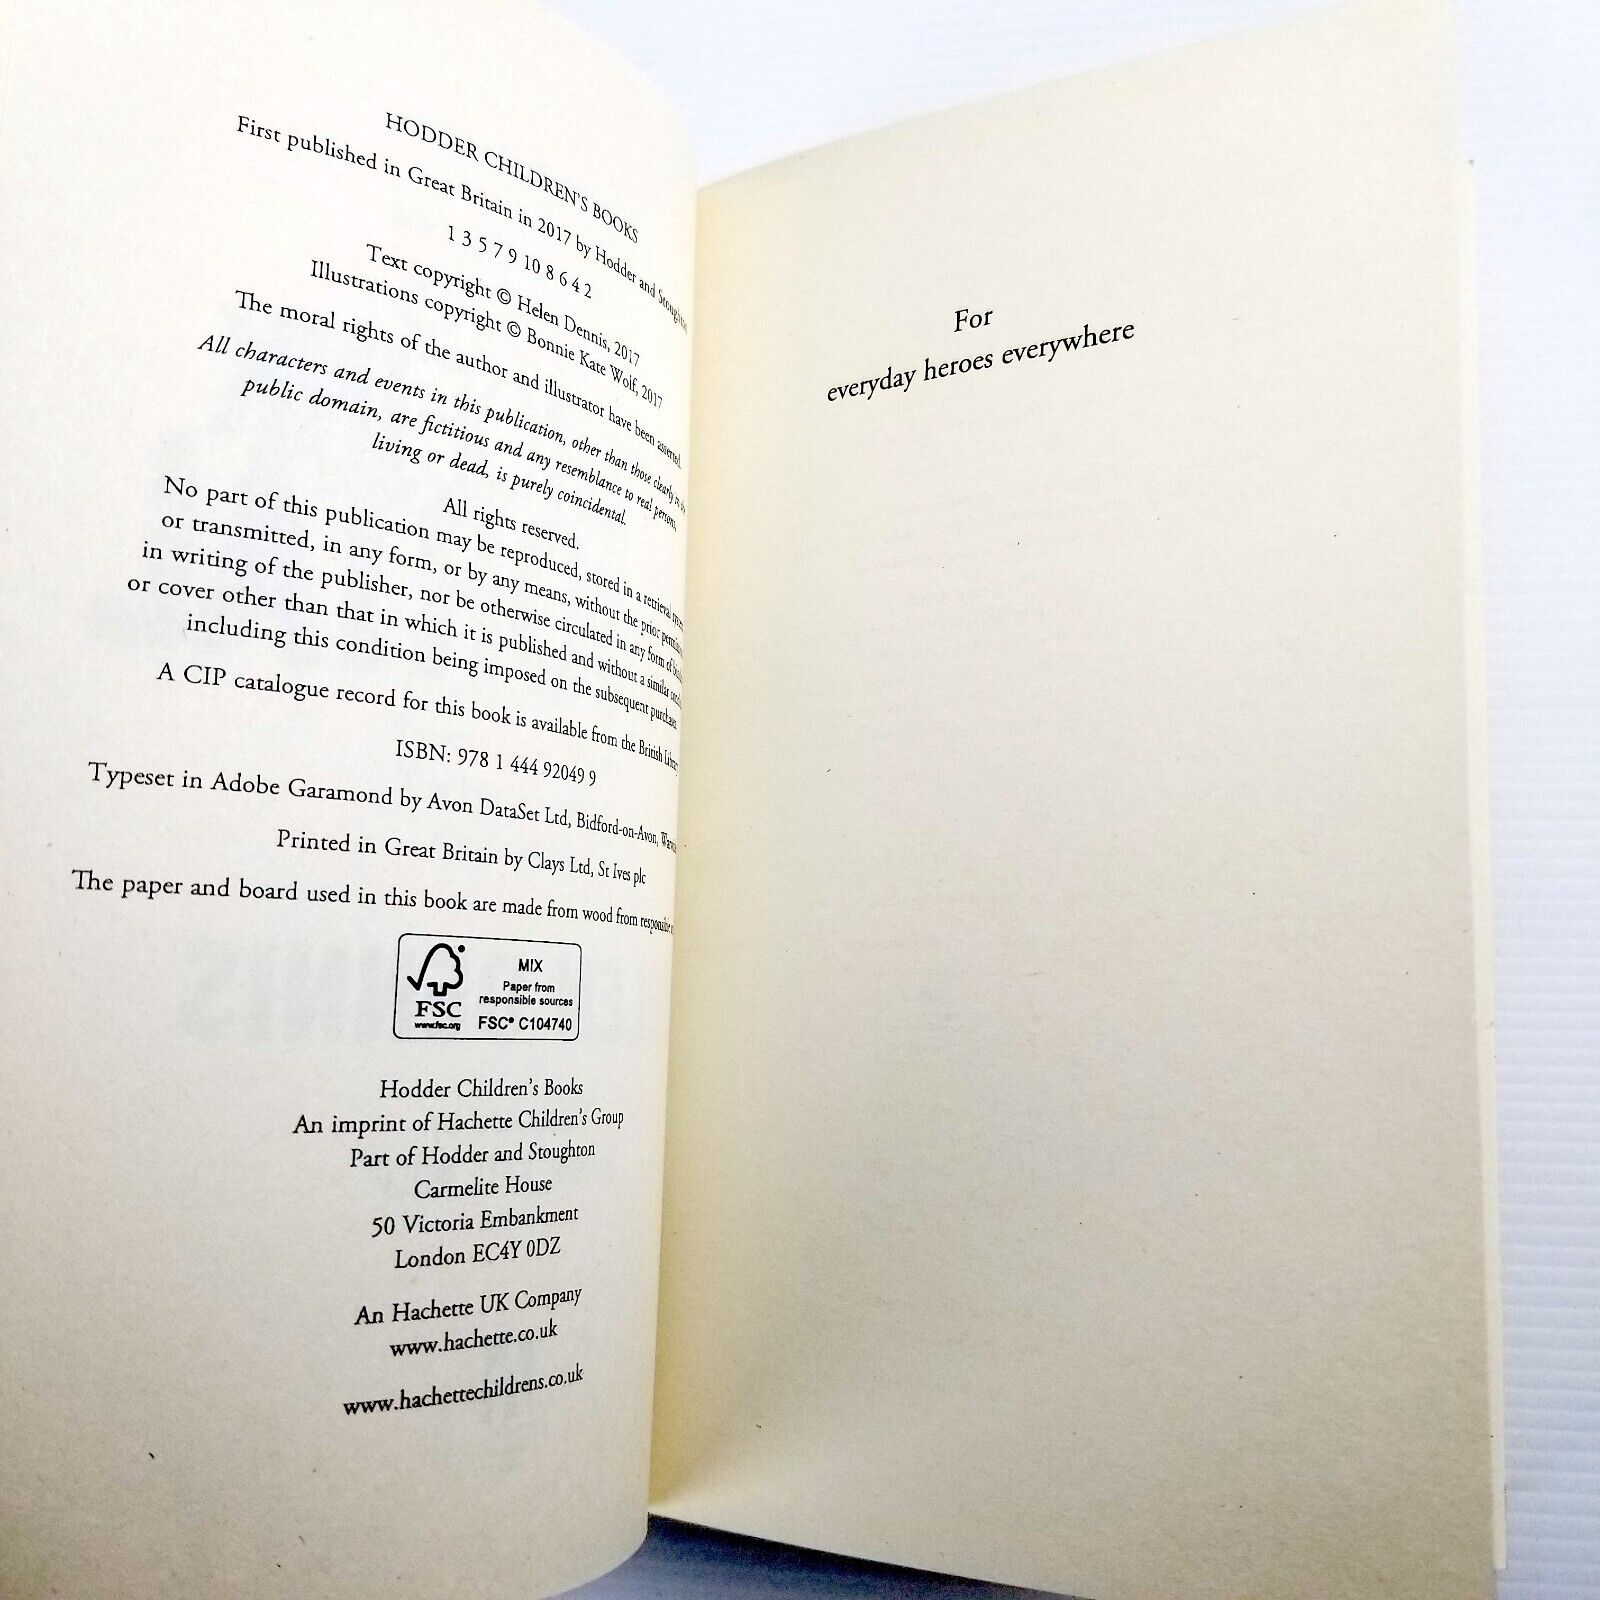 HODDER CHILDREN'S BOOKS
First published in Great Britain in 2017 by Hodder and Stoughton
1 3 5 7 9 10 8 6 4 2
Text copyright © Helen Dennis, 2017
Illustrations copyright © Bonnie Kate Wolf, 2017
The moral rights of the author and illustrator have been asserted.
All characters and events in this publication, other than those clearly in
public domain, are fictitious and any resemblance to real persons,
living or dead, is purely coincidental.
All rights reserved.
No part of this publication may be reproduced, stored in a retrieval
or transmitted, in any form, or by any means, without the prior
in writing of the publisher, nor be otherwise circulated in any form of
or cover other than that in which it is published and without a similar
including this condition being imposed on the subsequent
A CIP catalogue record for this book is available from the British
ISBN: 978 1 444 92049 9
Typeset in Adobe Garamond by Avon DataSet Ltd, Bidford-on-Avon,
Printed in Great Britain by Clays Ltd, St Ives plc
The paper and board used in this book are made from wood from responsible
FSC
www.fsc.org
MIX
Paper from
responsible sources
FSC® C104740
Hodder Children's Books
An imprint of Hachette Children's Group
Part of Hodder and Stoughton
Carmelite House
50 Victoria Embankment
London EC4Y 0DZ
An Hachette UK Company
www.hachette.co.uk
www.hachettechildrens.co.uk
For
everyday heroes everywhere